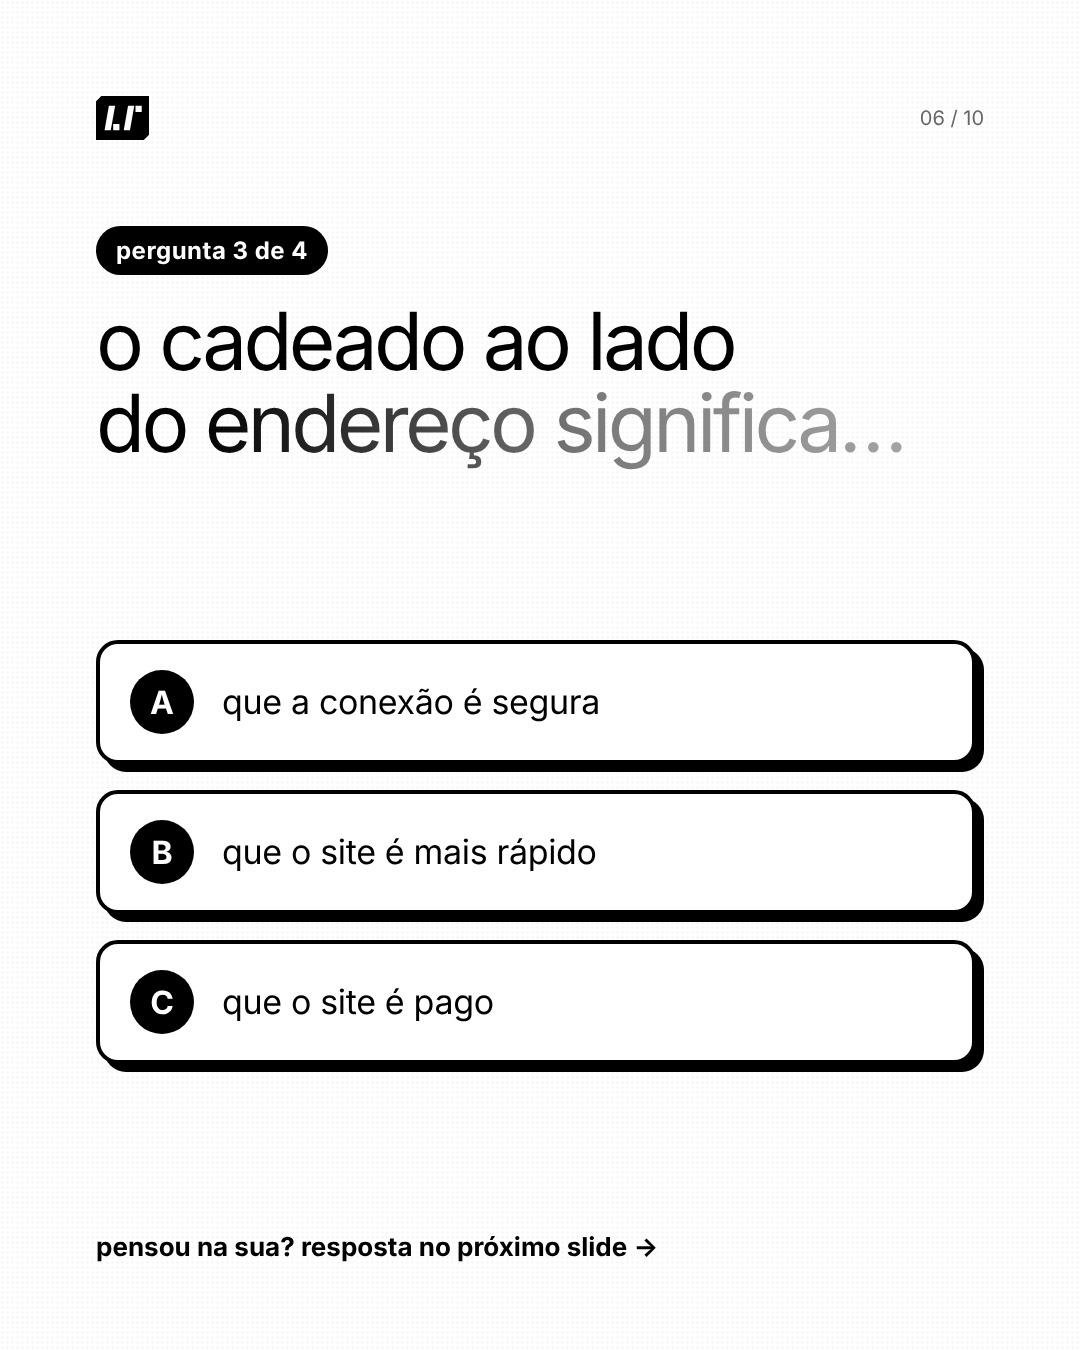 06 / 10
pergunta 3 de 4
o cadeado ao lado
do endereço significa...
A que a conexão é segura
B que o site é mais rápido
C que o site é pago
pensou na sua? resposta no próximo slide →